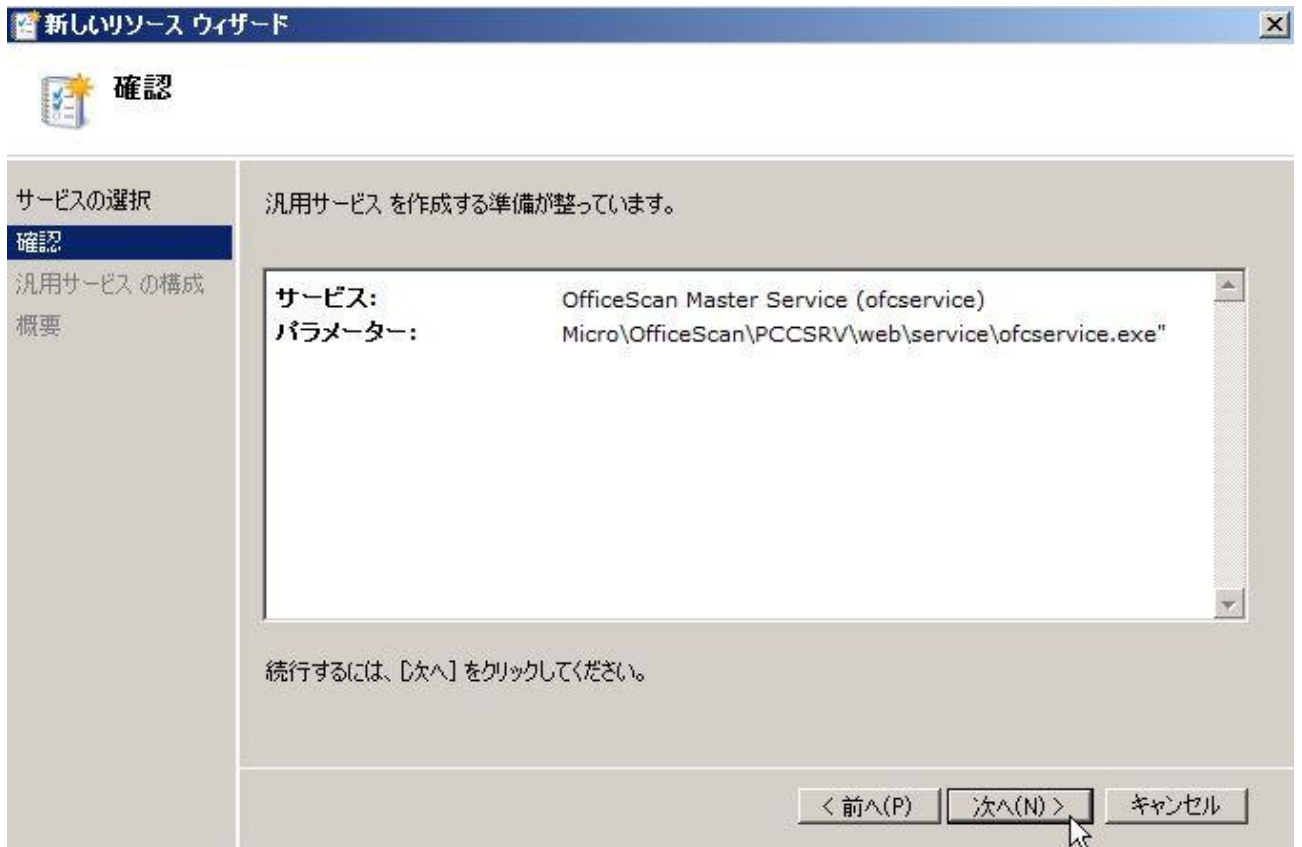 新しいリソース ウィザード
確認
サービスの選択
確認
汎用サービス の構成
概要
汎用サービス を作成する準備が整っています。
サービス: OfficeScan Master Service (ofcservice)
パラメーター: Micro\OfficeScan\PCCSRV\web\service\ofcservice.exe"
続行するには、[次へ] をクリックしてください。
< 前へ(P) 次へ(N) > キャンセル